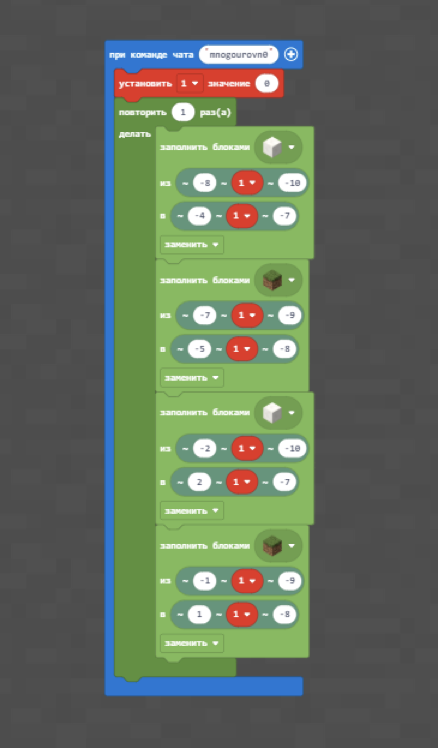 при команде чата "mnogourovn0"
установить 1 значение 0
повторить 1 раз(а)
делать
заполнить блоками
из ~ -8 ~ 1 ~ -10
в ~ -4 ~ 1 ~ -7
заменить
заполнить блоками
из ~ -7 ~ 1 ~ -9
в ~ -5 ~ 1 ~ -8
заменить
заполнить блоками
из ~ -2 ~ 1 ~ -10
в ~ 2 ~ 1 ~ -7
заменить
заполнить блоками
из ~ -1 ~ 1 ~ -9
в ~ 1 ~ 1 ~ -8
заменить